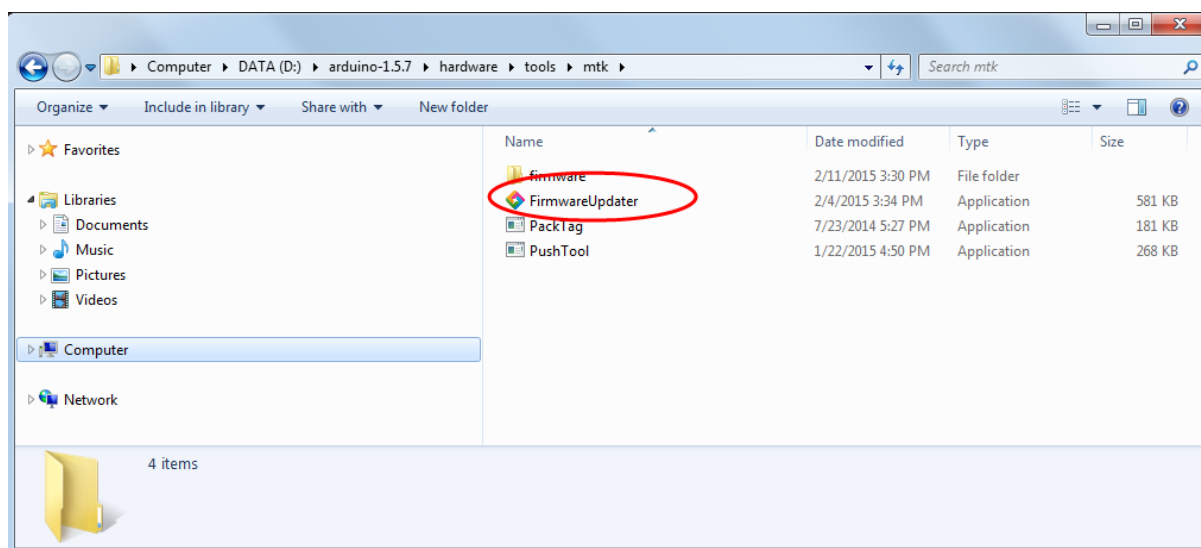 Computer DATA (D:) arduino-1.5.7 hardware tools mtk Search mtk
Organize Include in library Share with New folder
Favorites
Libraries
Documents
Music
Pictures
Videos
Computer
Network
Name Date modified Type Size
firmware 2/11/2015 3:30 PM File folder
FirmwareUpdater 2/4/2015 3:34 PM Application 581 KB
PackTag 7/23/2014 5:27 PM Application 181 KB
PushTool 1/22/2015 4:50 PM Application 268 KB
4 items